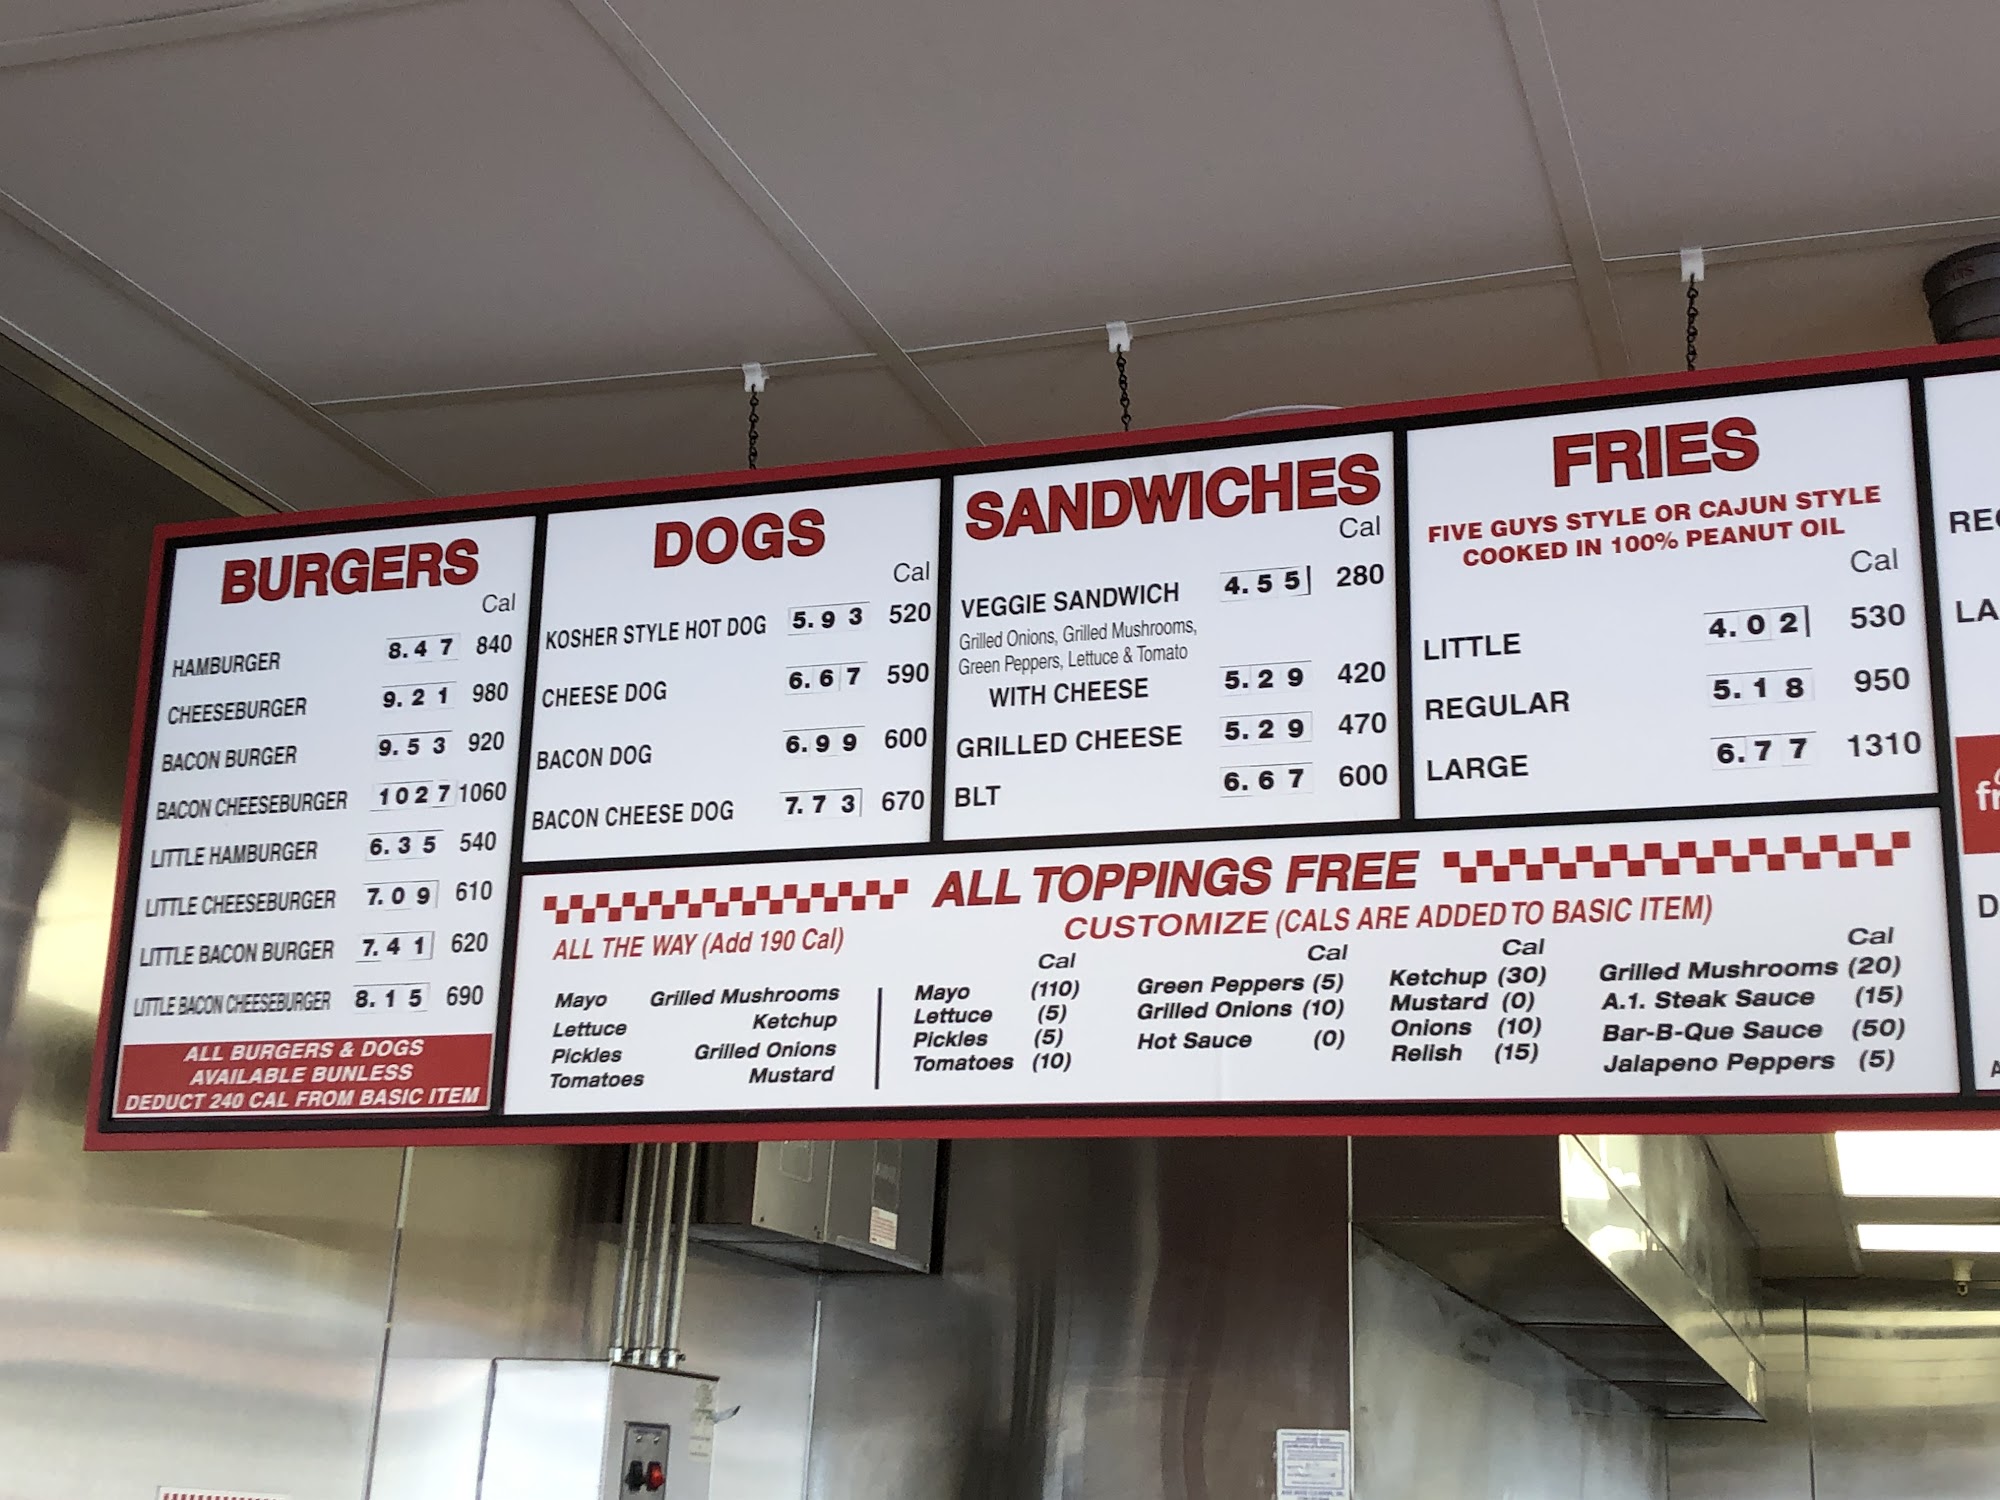 BURGERS
Cal
HAMBURGER 8.47 840
CHEESEBURGER 9.21 980
BACON BURGER 9.53 920
BACON CHEESEBURGER 1027 1060
LITTLE HAMBURGER 6.35 540
LITTLE CHEESEBURGER 7.09 610
LITTLE BACON BURGER 7.41 620
LITTLE BACON CHEESEBURGER 8.15 690
ALL BURGERS & DOGS
AVAILABLE BUNLESS
DEDUCT 240 CAL FROM BASIC ITEM
DOGS
Cal
KOSHER STYLE HOT DOG 5.93 520
CHEESE DOG 6.67 590
BACON DOG 6.99 600
BACON CHEESE DOG 7.73 670
SANDWICHES
Cal
VEGGIE SANDWICH 4.55 280
Grilled Onions, Grilled Mushrooms,
Green Peppers, Lettuce & Tomato
WITH CHEESE 5.29 420
GRILLED CHEESE 5.29 470
BLT 6.67 600
FRIES
FIVE GUYS STYLE OR CAJUN STYLE
COOKED IN 100% PEANUT OIL
Cal
LITTLE 4.02 530
REGULAR 5.18 950
LARGE 6.77 1310
ALL TOPPINGS FREE
CUSTOMIZE (CALS ARE ADDED TO BASIC ITEM)
ALL THE WAY (Add 190 Cal)
Mayo Grilled Mushrooms
Lettuce Ketchup
Pickles Grilled Onions
Tomatoes Mustard
Cal
Mayo (110)
Lettuce (5)
Pickles (5)
Tomatoes (10)
Cal
Green Peppers (5)
Grilled Onions (10)
Hot Sauce (0)
Cal
Ketchup (30)
Mustard (0)
Onions (10)
Relish (15)
Cal
Grilled Mushrooms (20)
A.1. Steak Sauce (15)
Bar-B-Que Sauce (50)
Jalapeno Peppers (5)